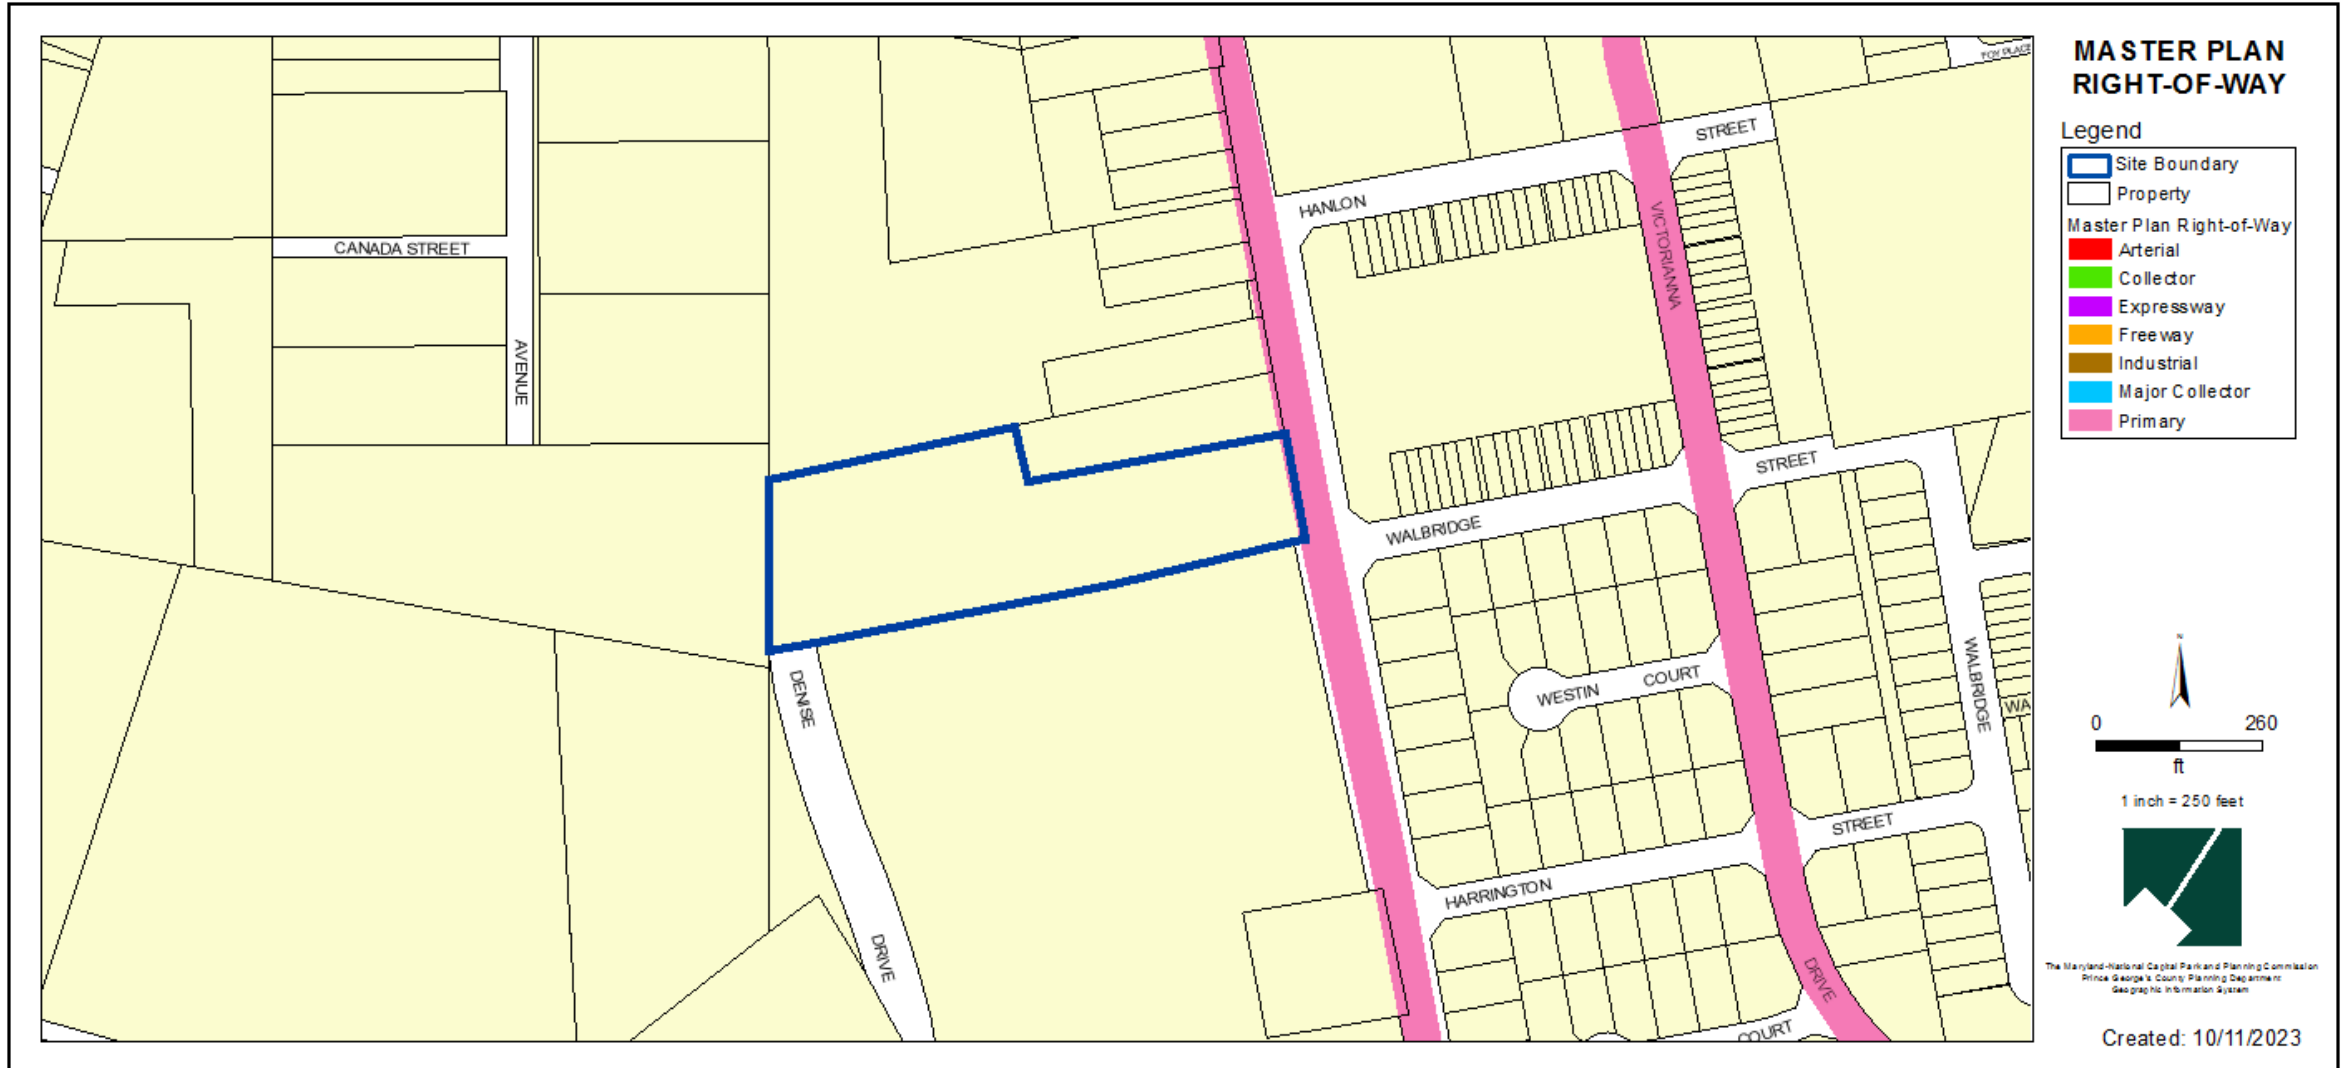 MASTER PLAN
RIGHT-OF-WAY
Legend
Site Boundary
Property
Master Plan Right-of-Way
Arterial
Collector
Expressway
Freeway
Industrial
Major Collector
Primary
FOY PLACE
STREET
HANLON
VICTORIANNA
CANADA STREET
AVENUE
STREET
WALBRIDGE
WALBRIDGE
WESTIN COURT
DENISE
WA
STREET
HARRINGTON
DRIVE
DRIVE
COURT
N
0 260
ft
1 inch = 250 feet
The Maryland-National Capital Park and Planning Commission
Prince George's County Planning Department
Geographic Information System
Created: 10/11/2023